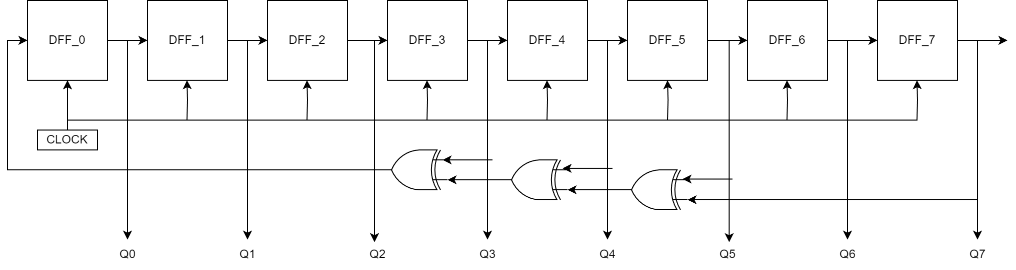 DFF_0 DFF_1 DFF_2 DFF_3 DFF_4 DFF_5 DFF_6 DFF_7
CLOCK
Q0 Q1 Q2 Q3 Q4 Q5 Q6 Q7